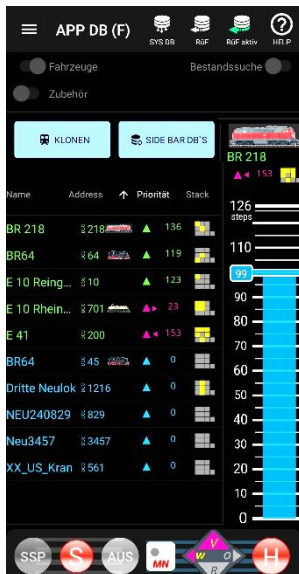 APP DB (F)
SYS DB RüF RüF aktiv HELP
Fahrzeuge Bestandssuche
Zubehör
KLONEN SIDE BAR DB'S
BR 218
153
Name Address ↑ Priorität Stack
BR 218 218 136
BR64 64 119
E 10 Reing... 10 123
E 10 Rhein... 701 23
E 41 200 153
BR64 45 0
Dritte Neulok 1216 0
NEU240829 829 0
Neu3457 3457 0
XX_US_Kran 561 0
126
steps
110
99
90
80
70
60
50
40
30
20
10
0
SSP S AUS MN V W O R H